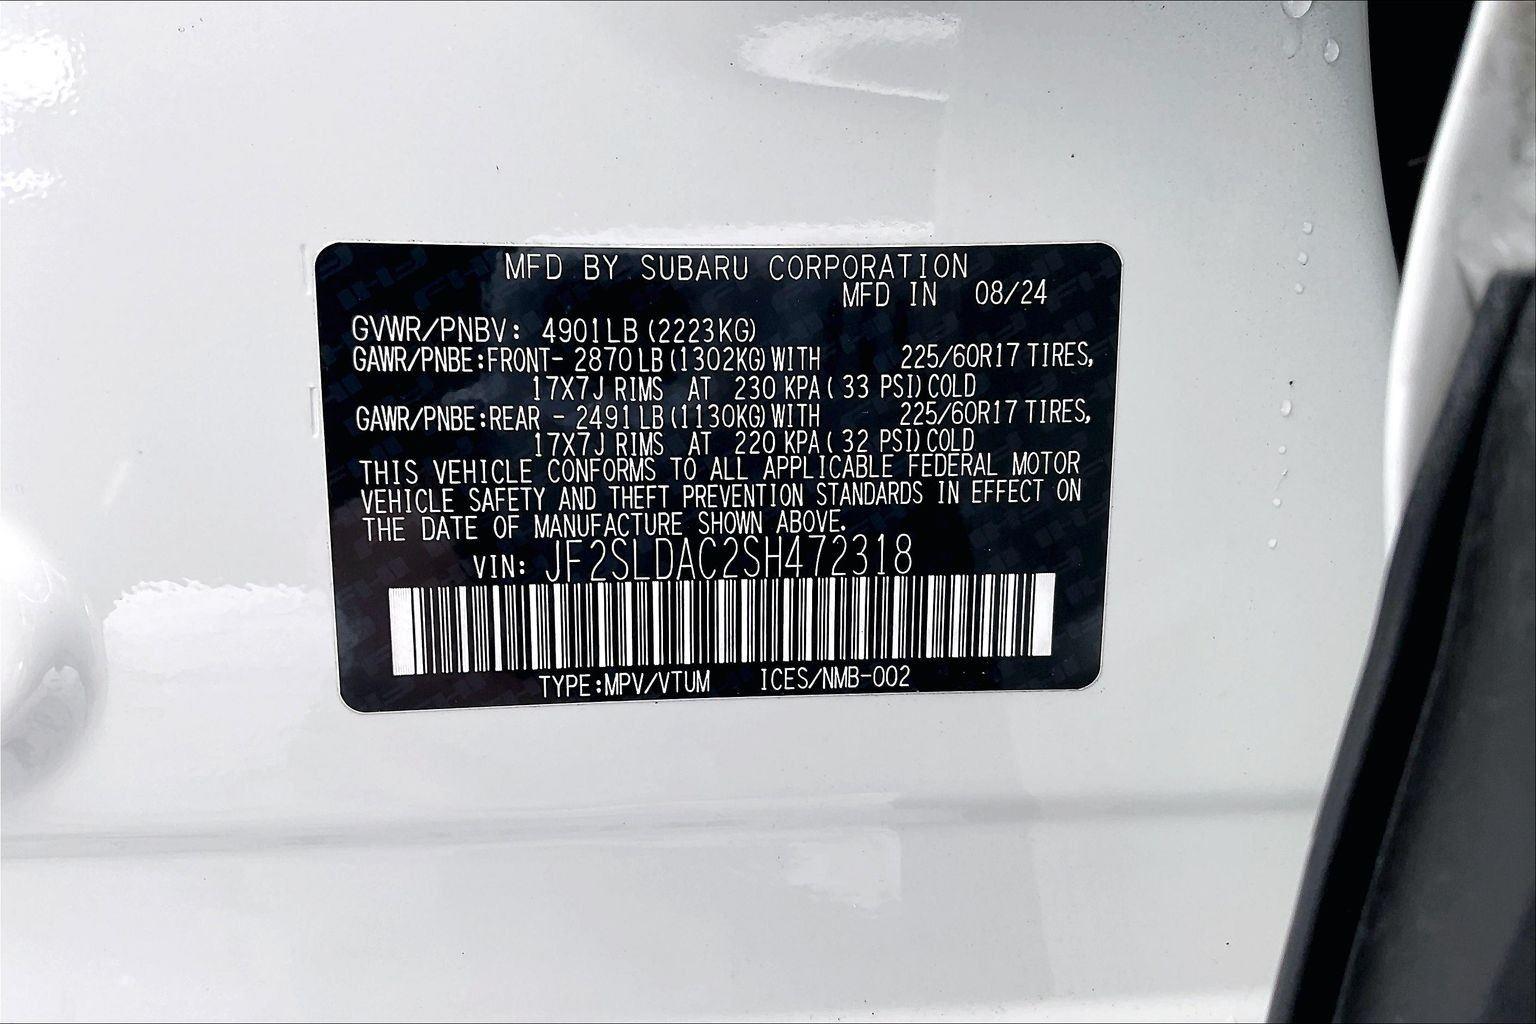 MFD BY SUBARU CORPORATION
MFD IN 08/24
GVWR/PNBV: 4901LB (2223KG)
GAWR/PNBE:FRONT- 2870LB (1302KG) WITH 225/60R17 TIRES,
17X7J RIMS AT 230 KPA ( 33 PSI) COLD
GAWR/PNBE:REAR - 2491LB (1130KG) WITH 225/60R17 TIRES,
17X7J RIMS AT 220 KPA ( 32 PSI) COLD
THIS VEHICLE CONFORMS TO ALL APPLICABLE FEDERAL MOTOR
VEHICLE SAFETY AND THEFT PREVENTION STANDARDS IN EFFECT ON
THE DATE OF MANUFACTURE SHOWN ABOVE.
VIN: JF2SLDAC2SH472318
TYPE:MPV/VTUM ICES/NMB-002